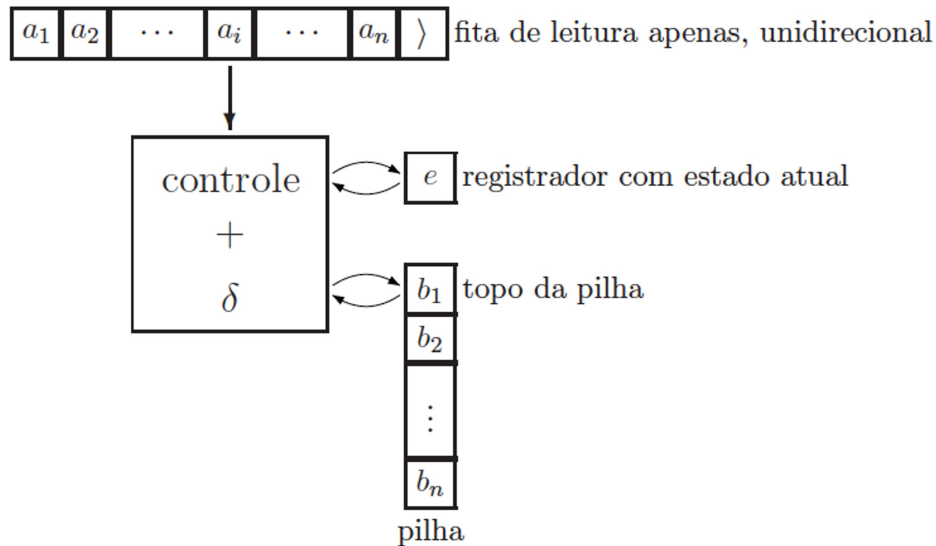 a₁ a₂ ⋯ aᵢ ⋯ aₙ ⟩ fita de leitura apenas, unidirecional
controle
+
δ
e registrador com estado atual
b₁ topo da pilha
b₂
⋮
bₙ
pilha